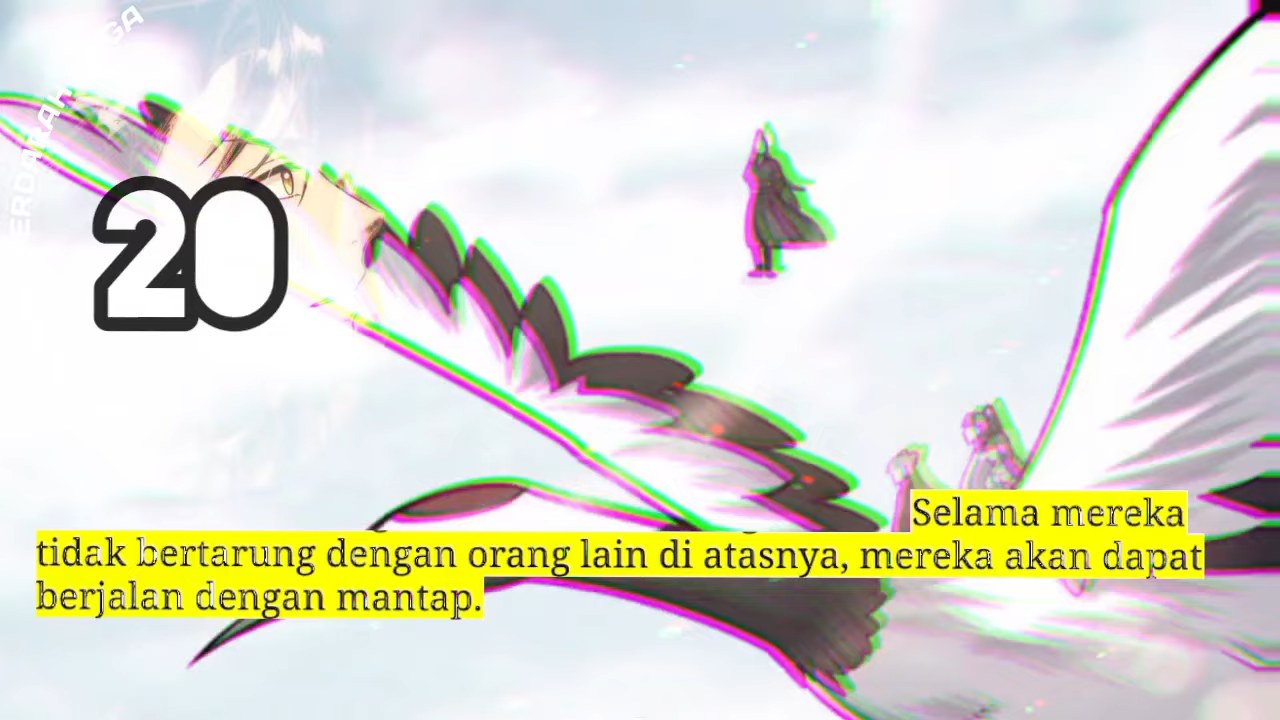 20
Selama mereka
tidak bertarung dengan orang lain di atasnya, mereka akan dapat
berjalan dengan mantap.